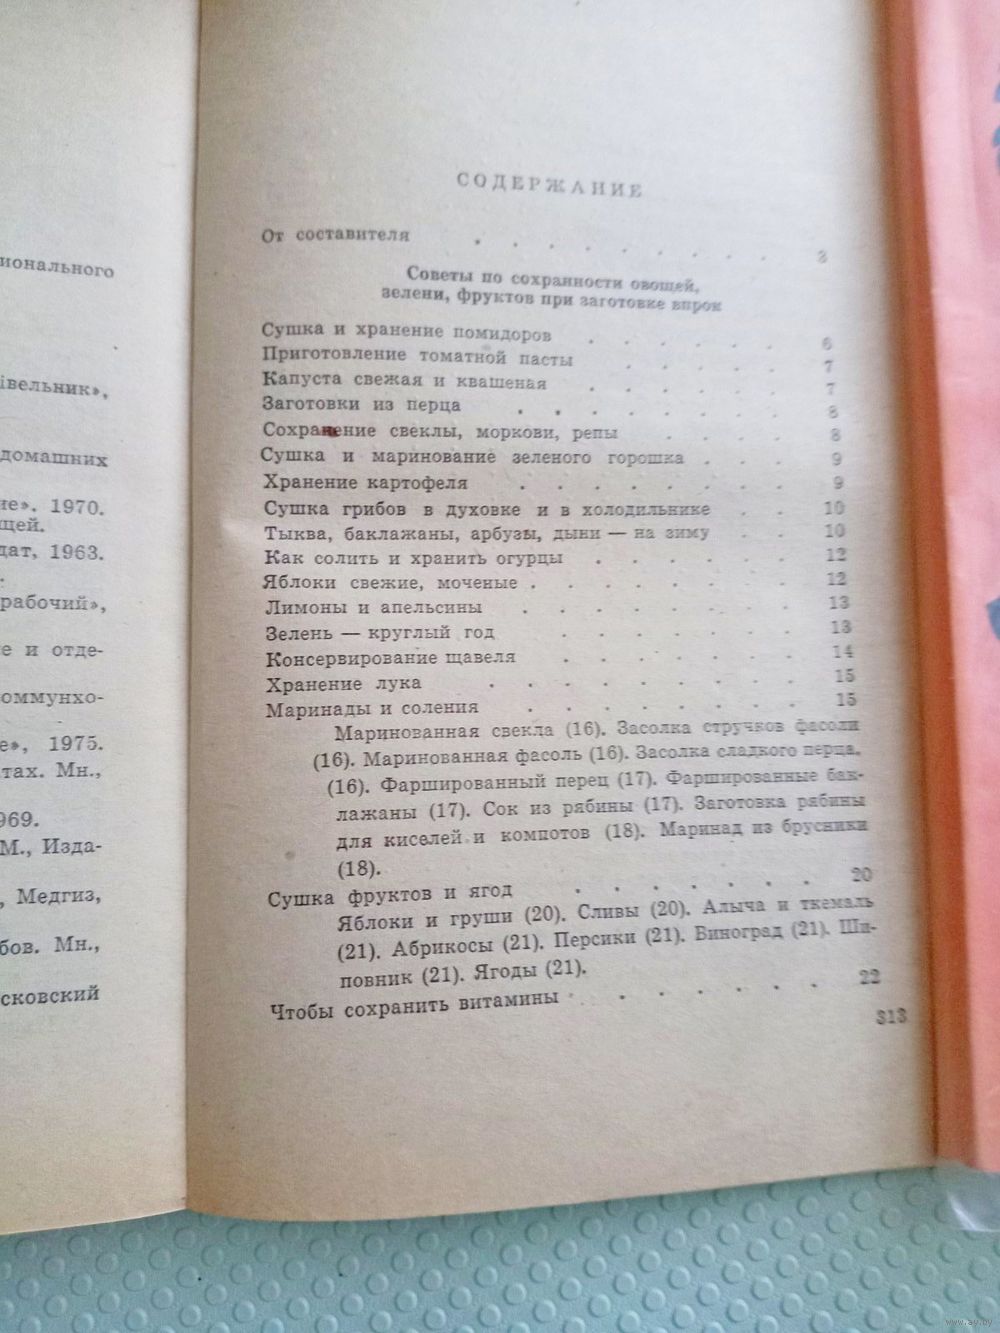 ионального
івельник»,
домашних
ие». 1970.
щей.
дат, 1963.
рабочий»,
е и отде-
оммунхо-
е», 1975.
тах. Мн.,
969.
М., Изда-
, Медгиз,
бов. Мн.,
сковский
СОДЕРЖАНИЕ
От составителя . . . . . . . . 3
Советы по сохранности овощей,
зелени, фруктов при заготовке впрок
Сушка и хранение помидоров . . . . . 6
Приготовление томатной пасты . . . . 7
Капуста свежая и квашеная . . . . . 7
Заготовки из перца . . . . . . . 8
Сохранение свеклы, моркови, репы . . . 8
Сушка и маринование зеленого горошка . . . 9
Хранение картофеля . . . . . . . 9
Сушка грибов в духовке и в холодильнике . . 10
Тыква, баклажаны, арбузы, дыни — на зиму . . 10
Как солить и хранить огурцы . . . . . 12
Яблоки свежие, моченые . . . . . . . 12
Лимоны и апельсины . . . . . . . 13
Зелень — круглый год . . . . . . 13
Консервирование щавеля . . . . . . 14
Хранение лука . . . . . . . . 15
Маринады и соления . . . . . . . 15
Маринованная свекла (16). Засолка стручков фасоли
(16). Маринованная фасоль (16). Засолка сладкого перца.
(16). Фаршированный перец (17). Фаршированные бак-
лажаны (17). Сок из рябины (17). Заготовка рябины
для киселей и компотов (18). Маринад из брусники
(18).
Сушка фруктов и ягод . . . . . . . 20
Яблоки и груши (20). Сливы (20). Алыча и ткемаль
(21). Абрикосы (21). Персики (21). Виноград (21). Ши-
повник (21). Ягоды (21).
Чтобы сохранить витамины . . . . . . 22
313
www.ay.by